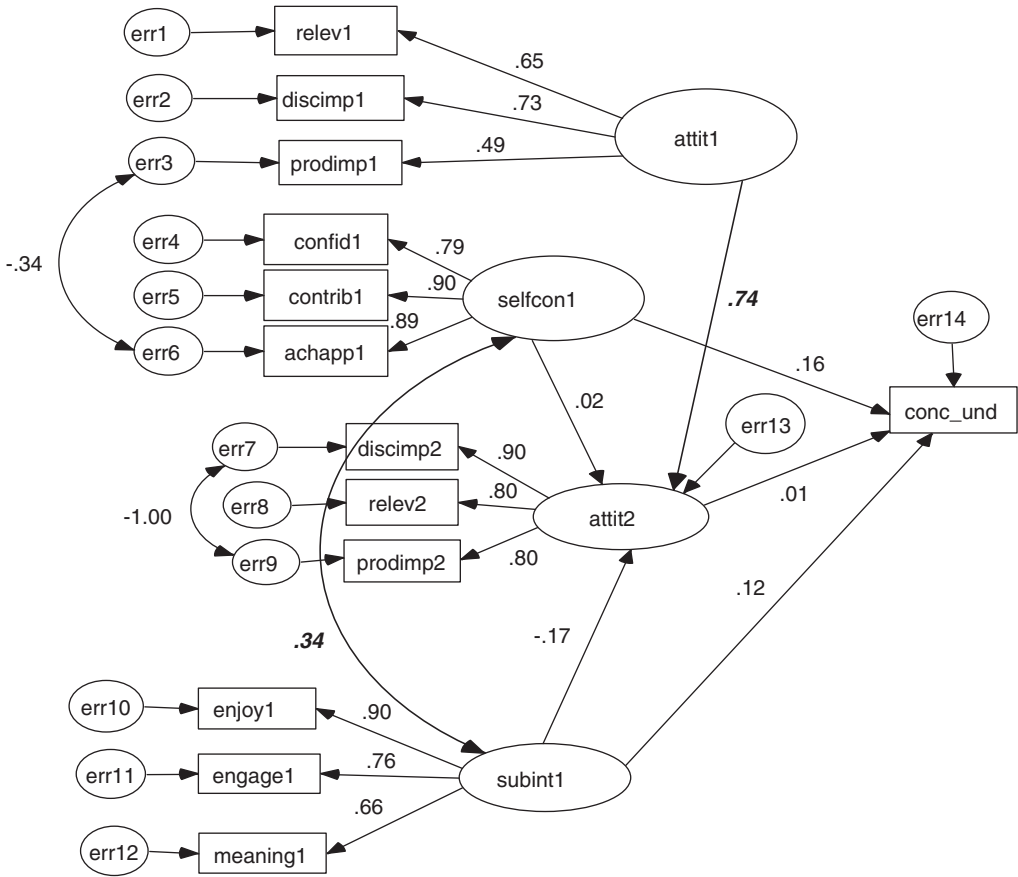 err1
relev1
.65
err2
discimp1
.73
attit1
err3
prodimp1
.49
-.34
err4
confid1
.79
err5
contrib1
.90
selfcon1
.74
err6
achapp1
.89
err14
.16
conc_und
.02
err13
err7
discimp2
.90
-1.00
err8
relev2
.80
attit2
.01
err9
prodimp2
.80
.12
.34
-.17
err10
enjoy1
.90
err11
engage1
.76
subint1
.66
err12
meaning1